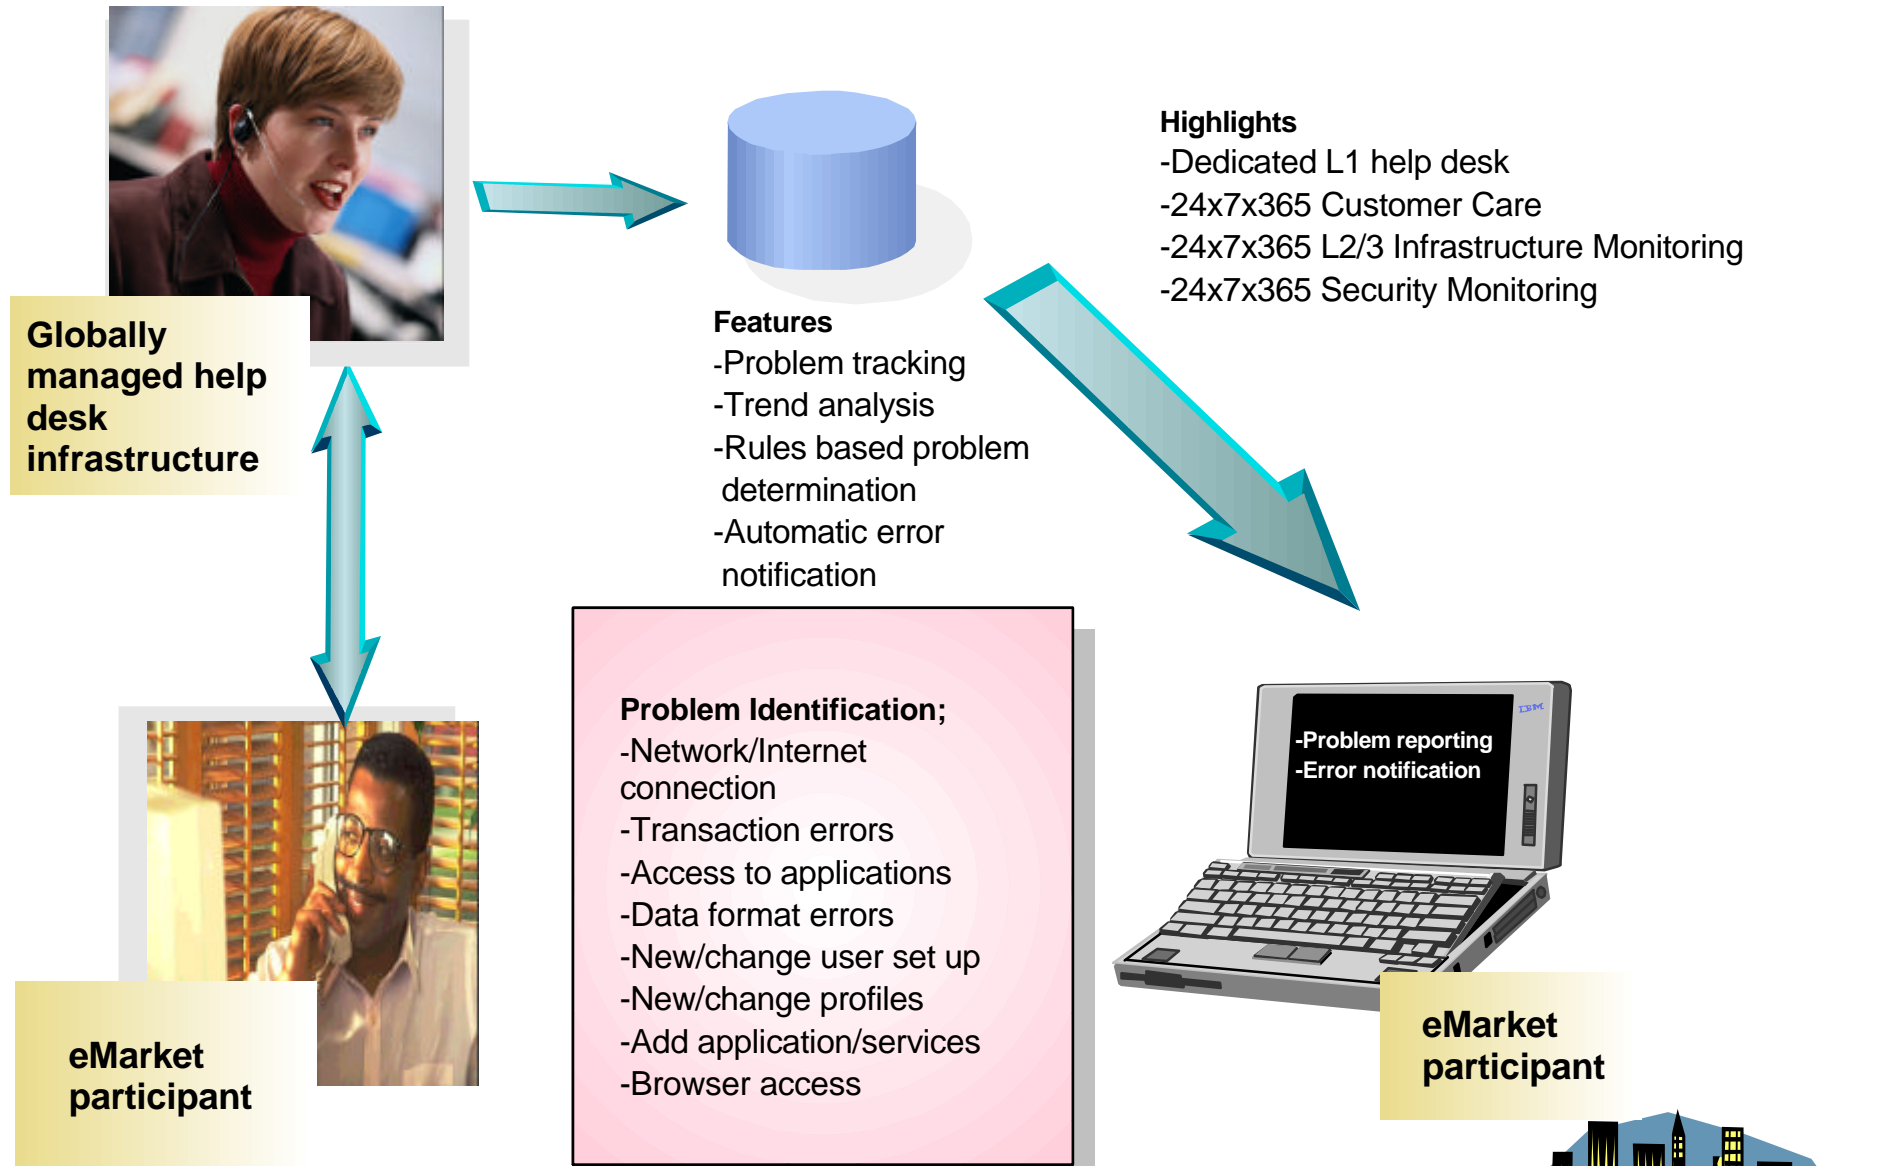 Globally
managed help
desk
infrastructure
Features
-Problem tracking
-Trend analysis
-Rules based problem
determination
-Automatic error
notification
Highlights
-Dedicated L1 help desk
-24x7x365 Customer Care
-24x7x365 L2/3 Infrastructure Monitoring
-24x7x365 Security Monitoring
eMarket
participant
Problem Identification;
-Network/Internet
connection
-Transaction errors
-Access to applications
-Data format errors
-New/change user set up
-New/change profiles
-Add application/services
-Browser access
IBM
-Problem reporting
-Error notification
eMarket
participant